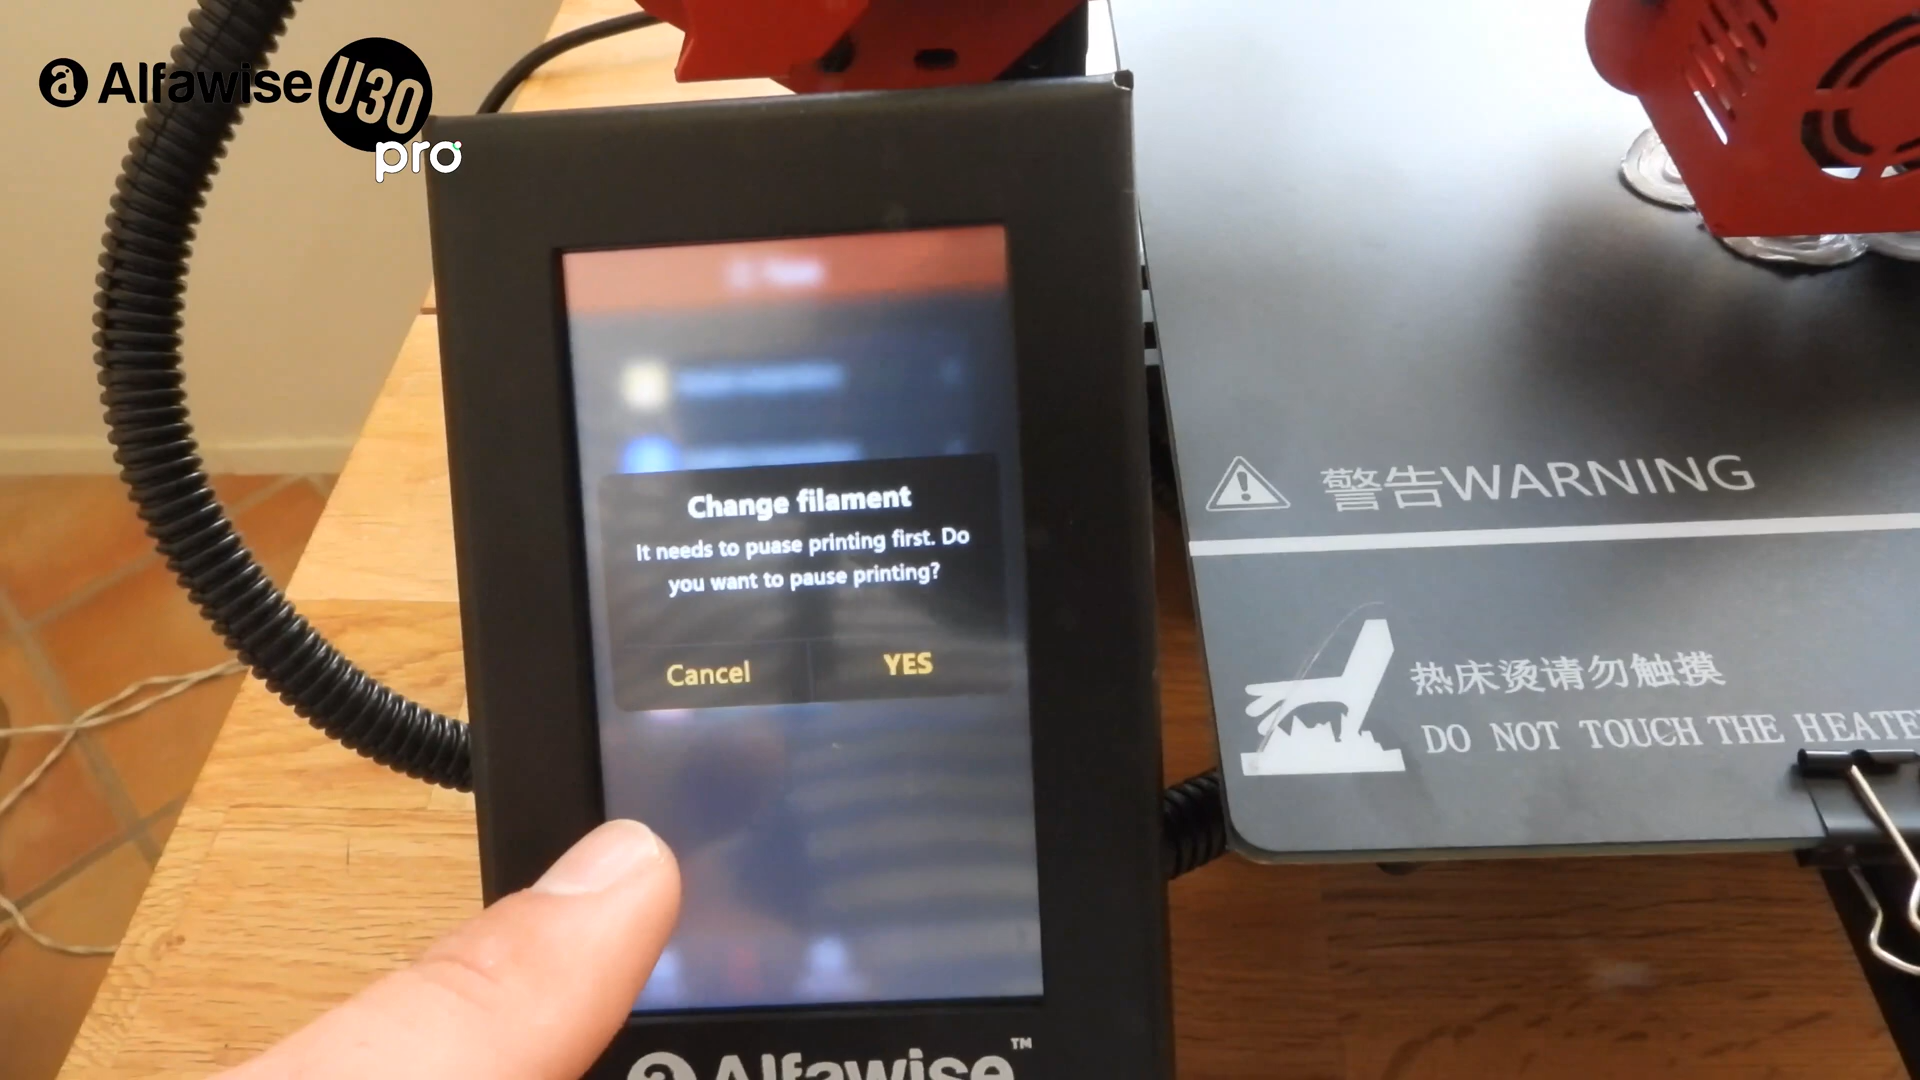 Alfawise U30
pro
Change filament
It needs to puase printing first. Do
you want to pause printing?
Cancel
YES
警告WARNING
热床烫请勿触摸
DO NOT TOUCH THE HEATE
Alfawise™